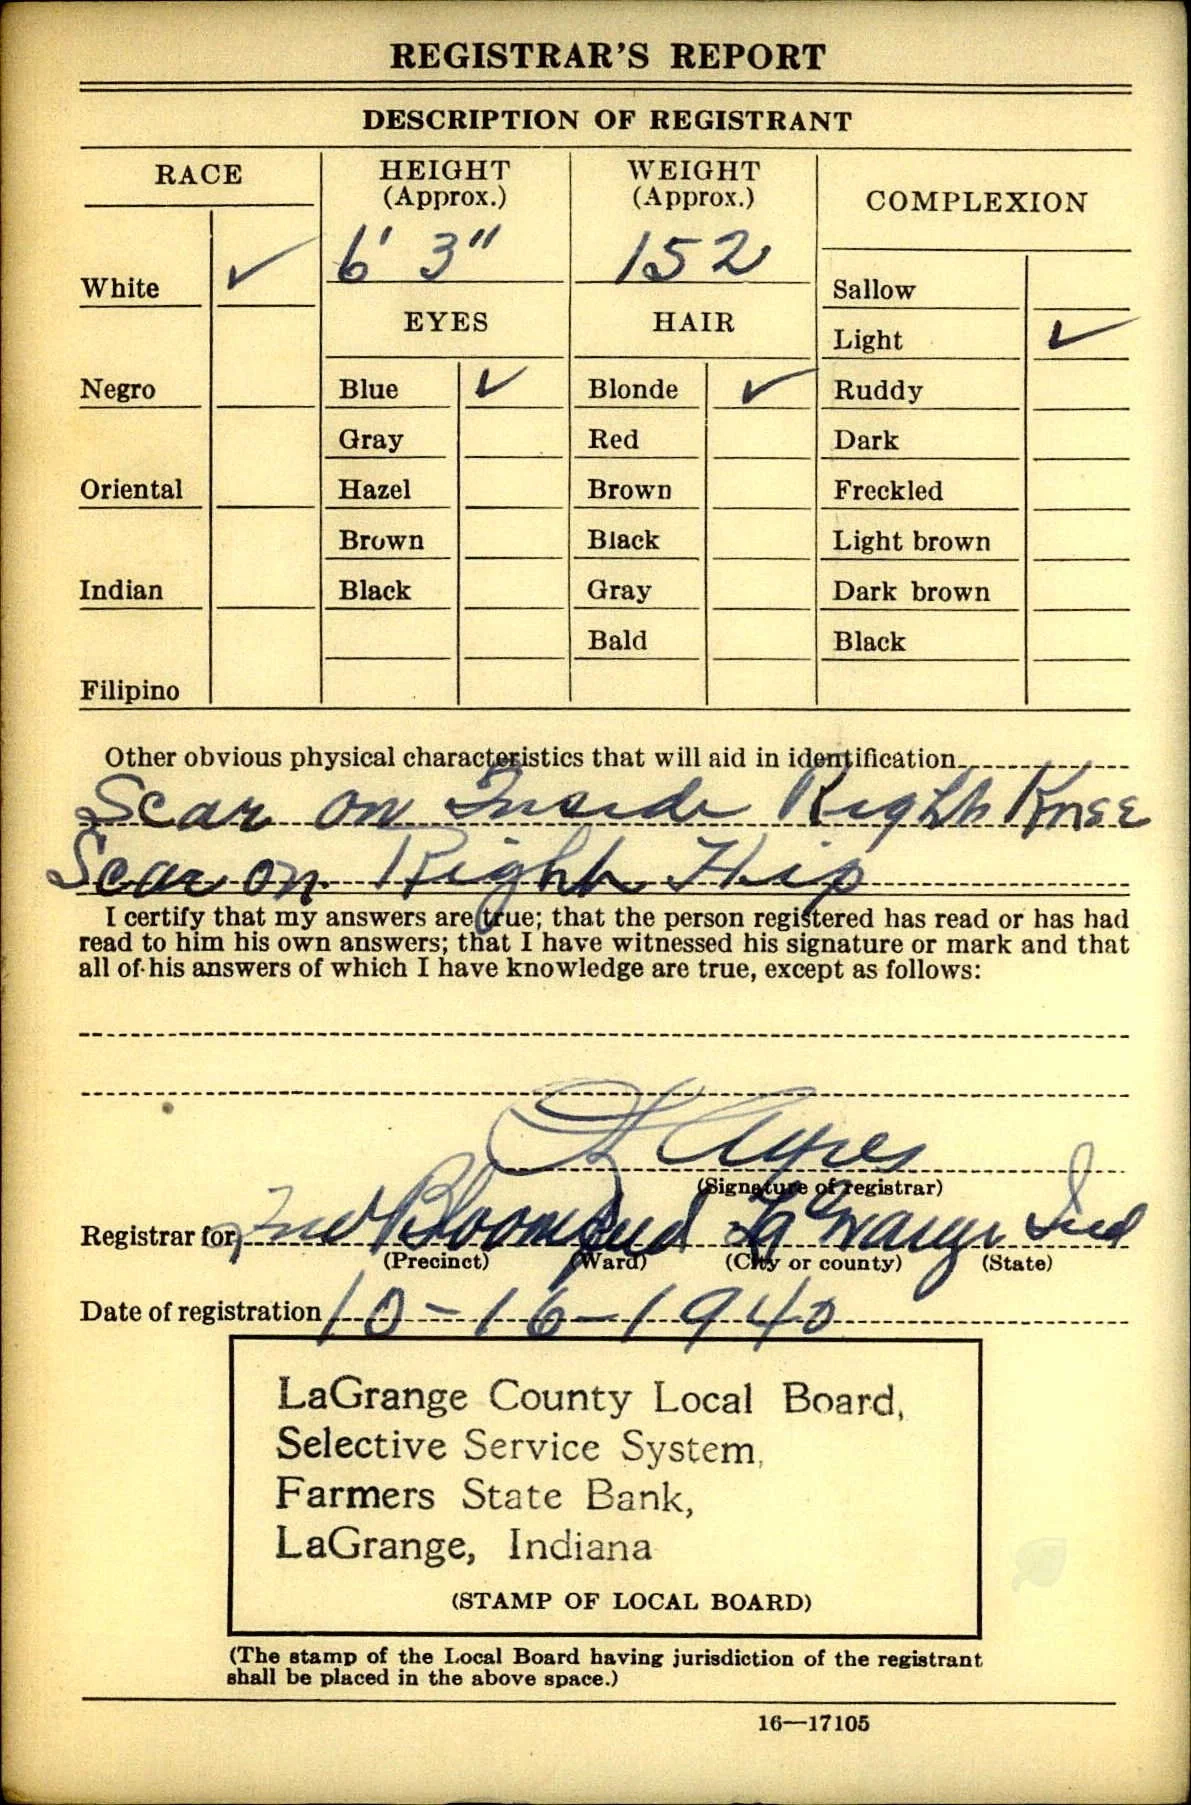 REGISTRAR'S REPORT
DESCRIPTION OF REGISTRANT
RACE
HEIGHT
(Approx.)
WEIGHT
(Approx.)
COMPLEXION
6' 3"
152
White ✓
Sallow
EYES
HAIR
Light ✓
Negro
Blue ✓
Blonde ✓
Ruddy
Gray
Red
Dark
Oriental
Hazel
Brown
Freckled
Brown
Black
Light brown
Indian
Black
Gray
Dark brown
Bald
Black
Filipino
Other obvious physical characteristics that will aid in identification
Scar on Inside Right Knee
Scar on Right Hip
I certify that my answers are true; that the person registered has read or has had
read to him his own answers; that I have witnessed his signature or mark and that
all of his answers of which I have knowledge are true, except as follows:
Ayres
(Signature of registrar)
Registrar for 2nd Bloomfield La Grange Ind
(Precinct) (Ward) (City or county) (State)
Date of registration 10-16-1940
LaGrange County Local Board,
Selective Service System,
Farmers State Bank,
LaGrange, Indiana
(STAMP OF LOCAL BOARD)
(The stamp of the Local Board having jurisdiction of the registrant
shall be placed in the above space.)
16—17105